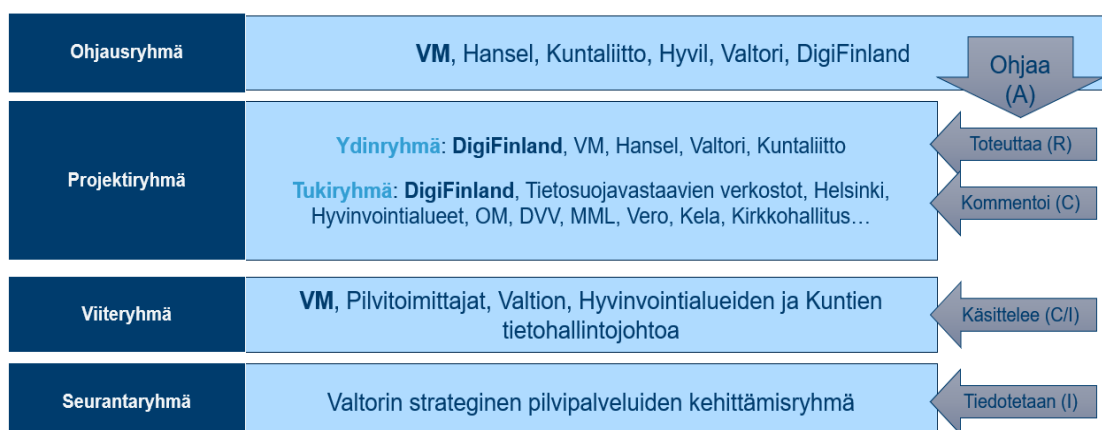 Ohjausryhmä
VM, Hansel, Kuntaliitto, Hyvil, Valtori, DigiFinland
Ohjaa
(A)
Projektiryhmä
Ydinryhmä: DigiFinland, VM, Hansel, Valtori, Kuntaliitto
Toteuttaa (R)
Tukiryhmä: DigiFinland, Tietosuojavastaavien verkostot, Helsinki,
Hyvinvointialueet, OM, DVV, MML, Vero, Kela, Kirkkohallitus…
Kommentoi (C)
Viiteryhmä
VM, Pilvitoimittajat, Valtion, Hyvinvointialueiden ja Kuntien
tietohallintojohtoa
Käsittelee (C/I)
Seurantaryhmä
Valtorin strateginen pilvipalveluiden kehittämisryhmä
Tiedotetaan (I)